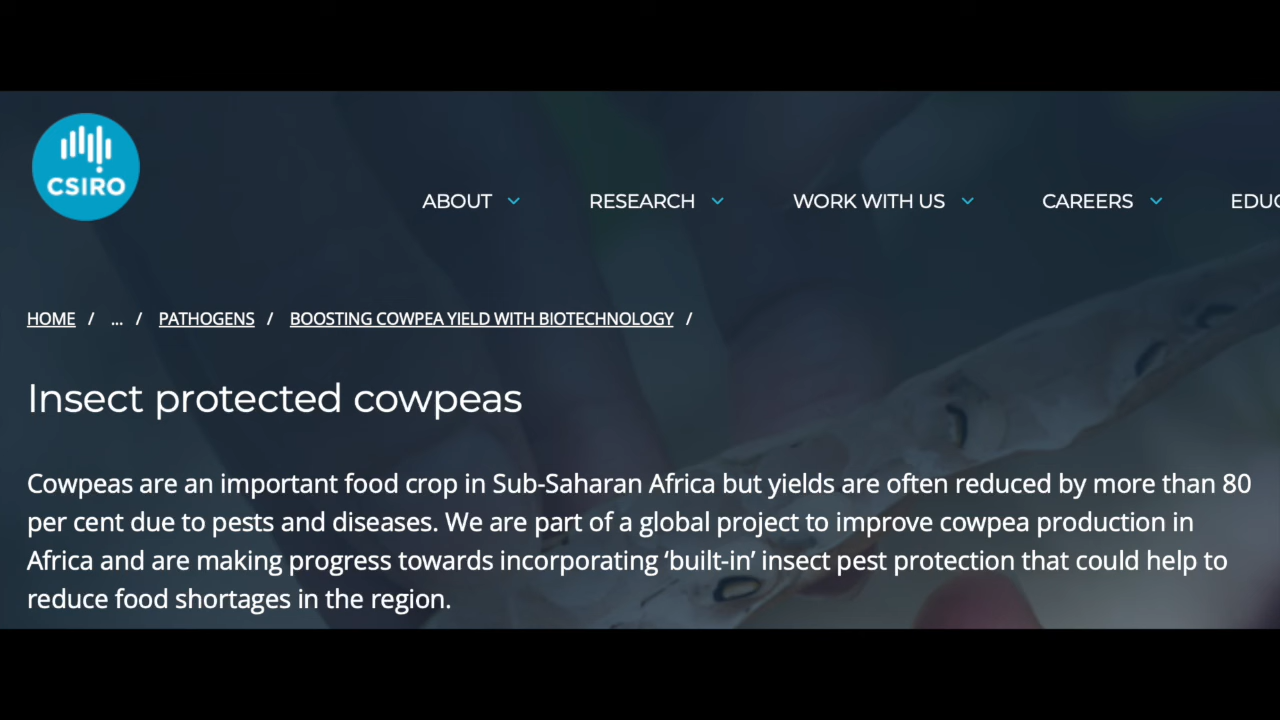 CSIRO
ABOUT RESEARCH WORK WITH US CAREERS EDUC
HOME / ... / PATHOGENS / BOOSTING COWPEA YIELD WITH BIOTECHNOLOGY /
Insect protected cowpeas
Cowpeas are an important food crop in Sub-Saharan Africa but yields are often reduced by more than 80
per cent due to pests and diseases. We are part of a global project to improve cowpea production in
Africa and are making progress towards incorporating ‘built-in’ insect pest protection that could help to
reduce food shortages in the region.